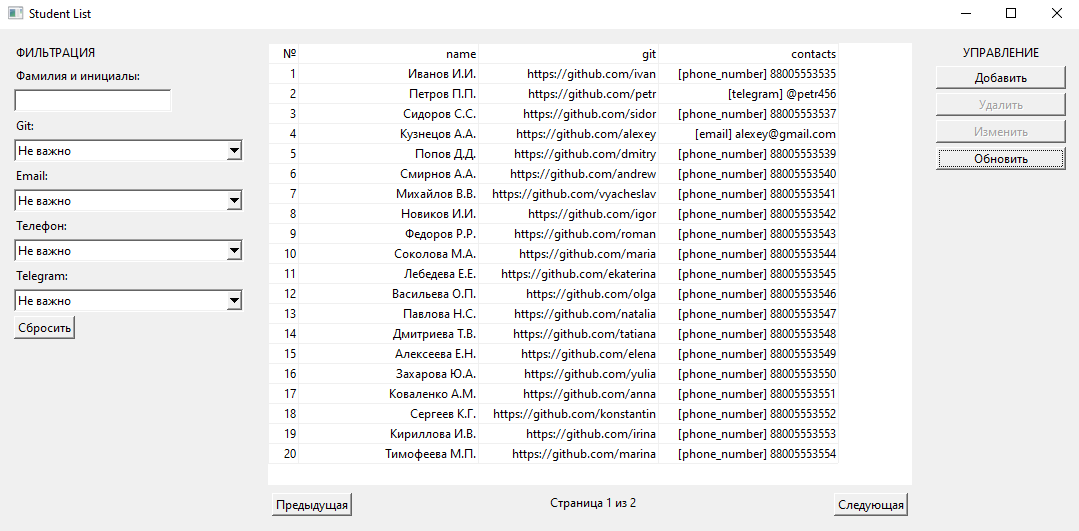 Student List
ФИЛЬТРАЦИЯ
Фамилия и инициалы:
Git:
Не важно
Email:
Не важно
Телефон:
Не важно
Telegram:
Не важно
Сбросить
№ name git contacts
1 Иванов И.И. https://github.com/ivan [phone_number] 88005553535
2 Петров П.П. https://github.com/petr [telegram] @petr456
3 Сидоров С.С. https://github.com/sidor [phone_number] 88005553537
4 Кузнецов А.А. https://github.com/alexey [email] alexey@gmail.com
5 Попов Д.Д. https://github.com/dmitry [phone_number] 88005553539
6 Смирнов А.А. https://github.com/andrew [phone_number] 88005553540
7 Михайлов В.В. https://github.com/vyacheslav [phone_number] 88005553541
8 Новиков И.И. https://github.com/igor [phone_number] 88005553542
9 Федоров Р.Р. https://github.com/roman [phone_number] 88005553543
10 Соколова М.А. https://github.com/maria [phone_number] 88005553544
11 Лебедева Е.Е. https://github.com/ekaterina [phone_number] 88005553545
12 Васильева О.П. https://github.com/olga [phone_number] 88005553546
13 Павлова Н.С. https://github.com/natalia [phone_number] 88005553547
14 Дмитриева Т.В. https://github.com/tatiana [phone_number] 88005553548
15 Алексеева Е.Н. https://github.com/elena [phone_number] 88005553549
16 Захарова Ю.А. https://github.com/yulia [phone_number] 88005553550
17 Коваленко А.М. https://github.com/anna [phone_number] 88005553551
18 Сергеев К.Г. https://github.com/konstantin [phone_number] 88005553552
19 Кириллова И.В. https://github.com/irina [phone_number] 88005553553
20 Тимофеева М.П. https://github.com/marina [phone_number] 88005553554
Предыдущая
Страница 1 из 2
Следующая
УПРАВЛЕНИЕ
Добавить
Удалить
Изменить
Обновить